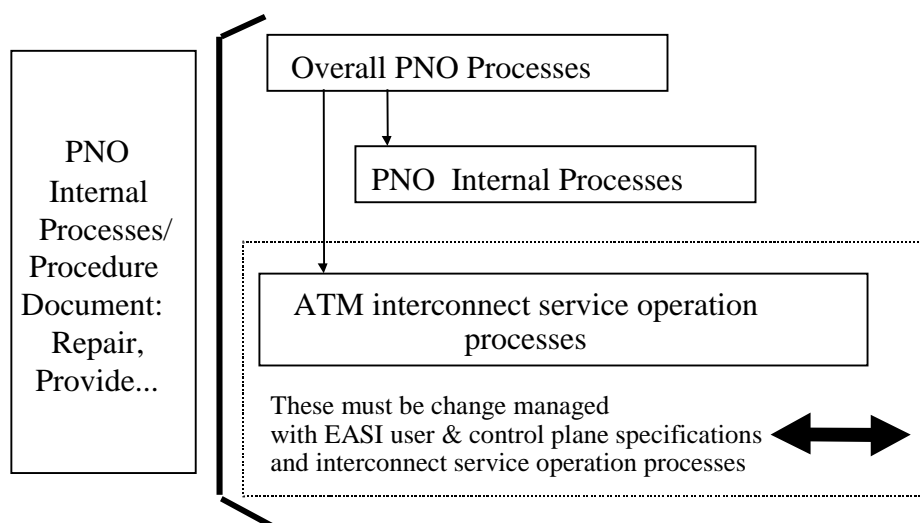 PNO
Internal
Processes/
Procedure
Document:
Repair,
Provide...
Overall PNO Processes
PNO Internal Processes
ATM interconnect service operation
processes
These must be change managed
with EASI user & control plane specifications
and interconnect service operation processes